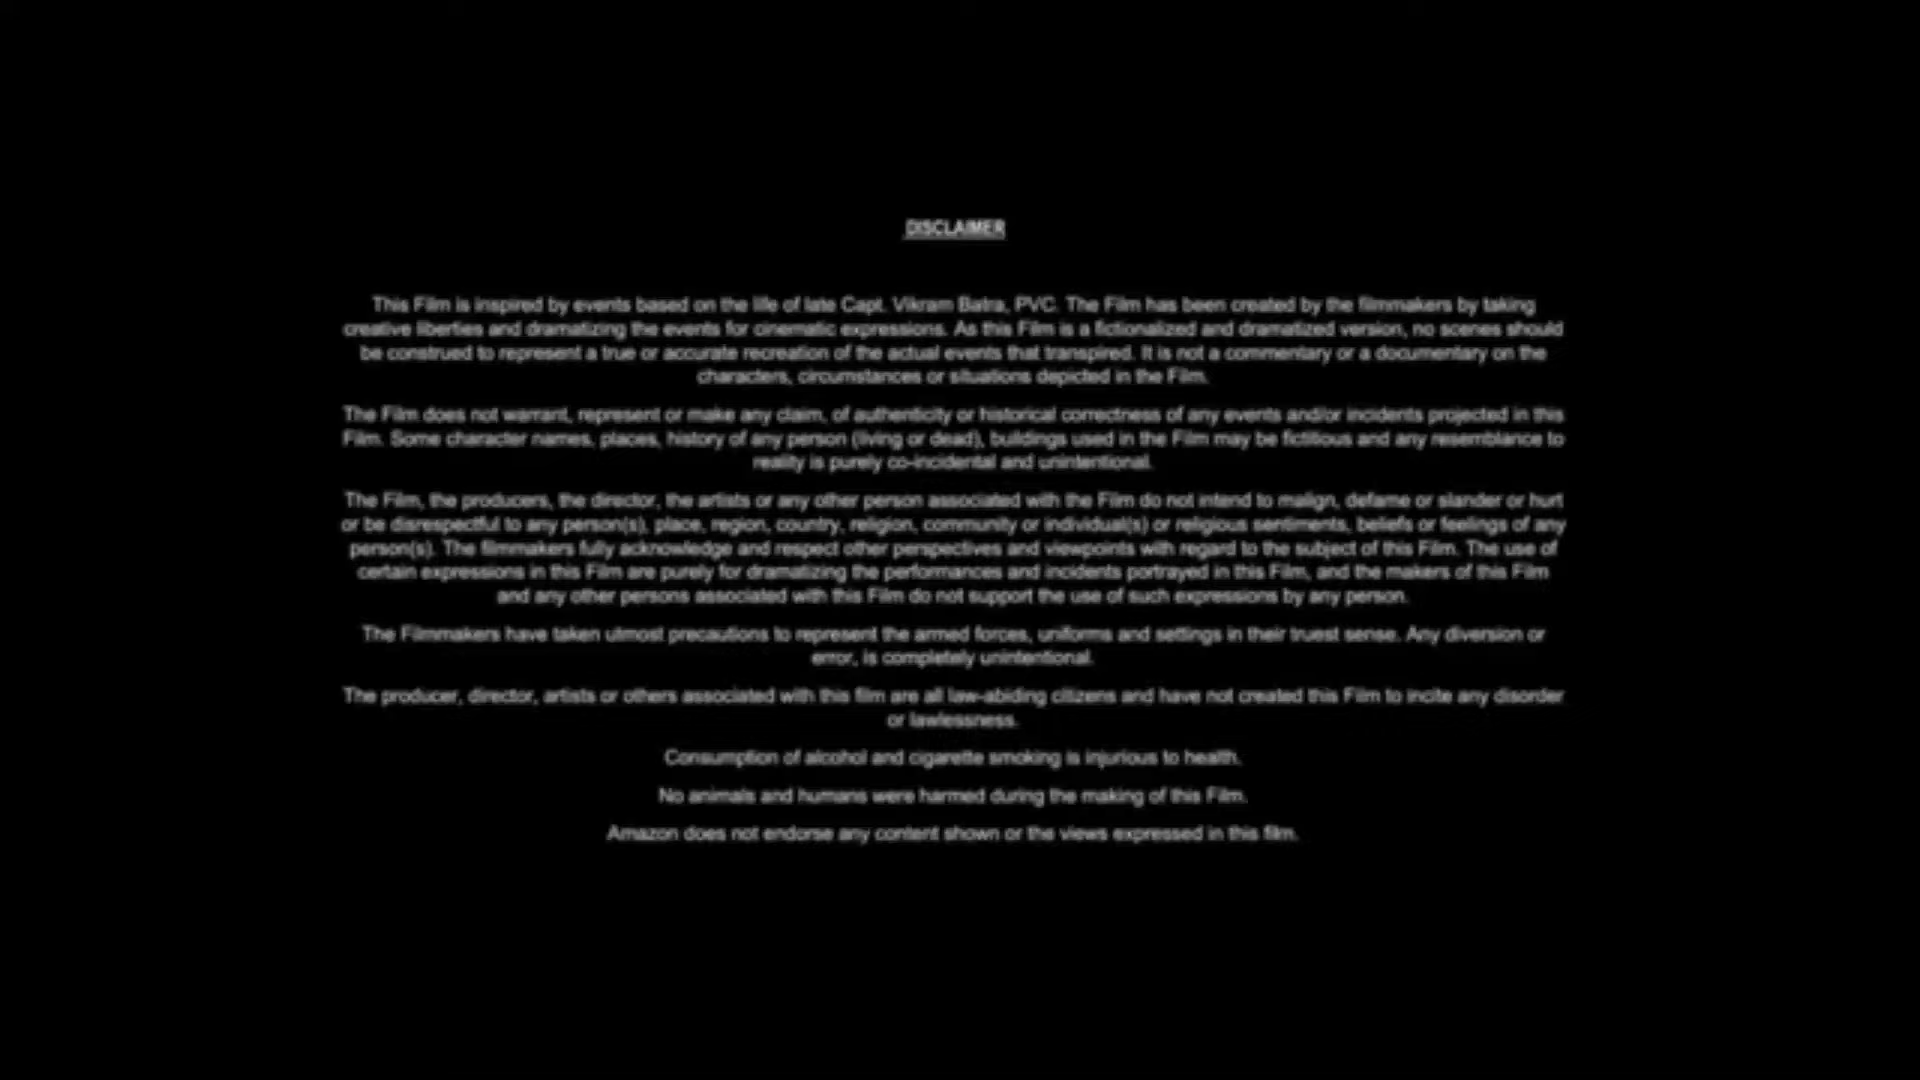 DISCLAIMER
This Film is inspired by events based on the life of late Capt. Vikram Batra, PVC. The Film has been created by the filmmakers by taking
creative liberties and dramatizing the events for cinematic expressions. As this Film is a fictionalized and dramatized version, no scenes should
be construed to represent a true or accurate recreation of the actual events that transpired. It is not a commentary or a documentary on the
characters, circumstances or situations depicted in the Film.
The Film does not warrant, represent or make any claim, of authenticity or historical correctness of any events and/or incidents projected in this
Film. Some character names, places, history of any person (living or dead), buildings used in the Film may be fictitious and any resemblance to
reality is purely co-incidental and unintentional.
The Film, the producers, the director, the artists or any other person associated with the Film do not intend to malign, defame or slander or hurt
or be disrespectful to any person(s), place, region, country, religion, community or individual(s) or religious sentiments, beliefs or feelings of any
person(s). The filmmakers fully acknowledge and respect other perspectives and viewpoints with regard to the subject of this Film. The use of
certain expressions in this Film are purely for dramatizing the performances and incidents portrayed in this Film, and the makers of this Film
and any other persons associated with this Film do not support the use of such expressions by any person.
The Filmmakers have taken utmost precautions to represent the armed forces, uniforms and settings in their truest sense. Any diversion or
error, is completely unintentional.
The producer, director, artists or others associated with this film are all law-abiding citizens and have not created this Film to incite any disorder
or lawlessness.
Consumption of alcohol and cigarette smoking is injurious to health.
No animals and humans were harmed during the making of this Film.
Amazon does not endorse any content shown or the views expressed in this film.